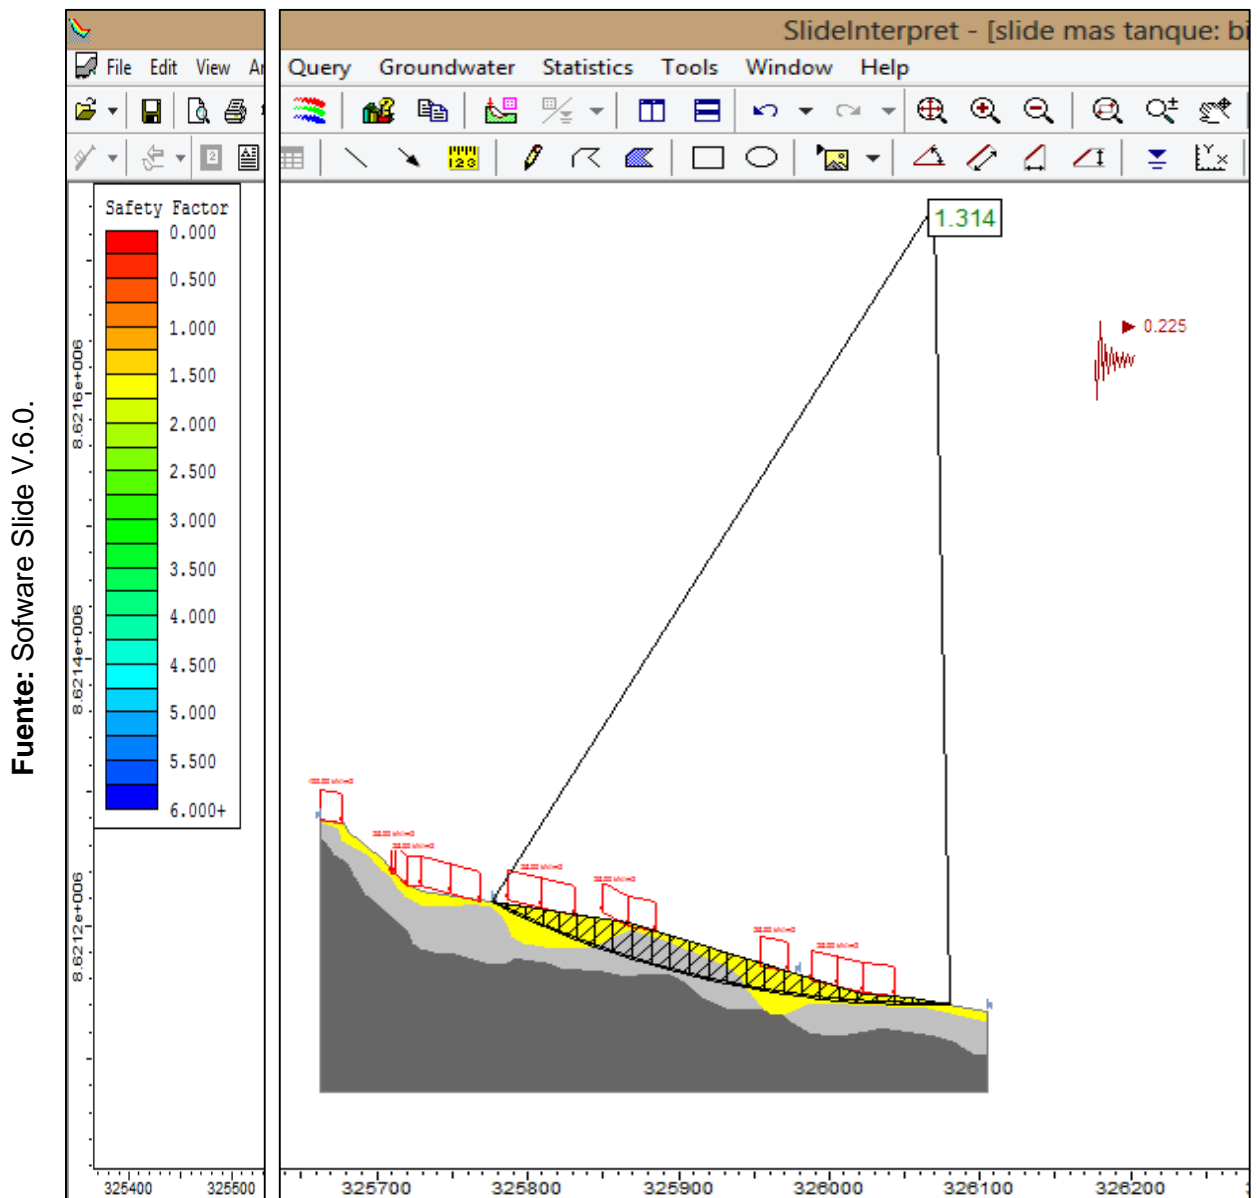 SlideInterpret - [slide mas tanque: bi
File Edit View Query Groundwater Statistics Tools Window Help
123
2
Y
X
Safety Factor
0.000
0.500
1.000
1.500
2.000
2.500
3.000
3.500
4.000
4.500
5.000
5.500
6.000+
8.6216e+006
8.6214e+006
8.6212e+006
1.314
0.225
325400 325500 325700 325800 325900 326000 326100 326200
Fuente: Sofware Slide V.6.0.